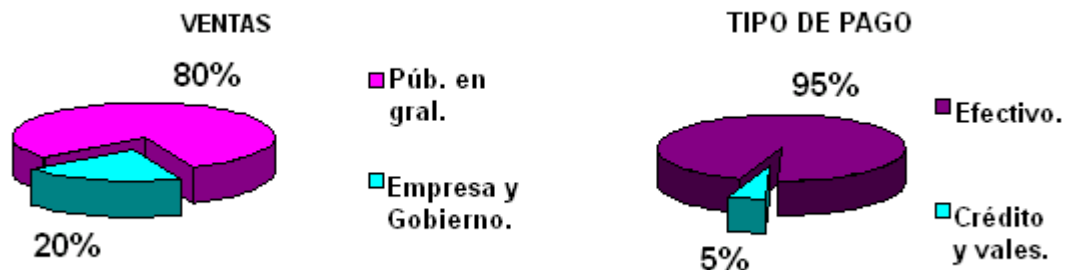 VENTAS
80%
Púb. en
gral.
Empresa y
Gobierno.
20%
TIPO DE PAGO
95%
Efectivo.
Crédito
y vales.
5%